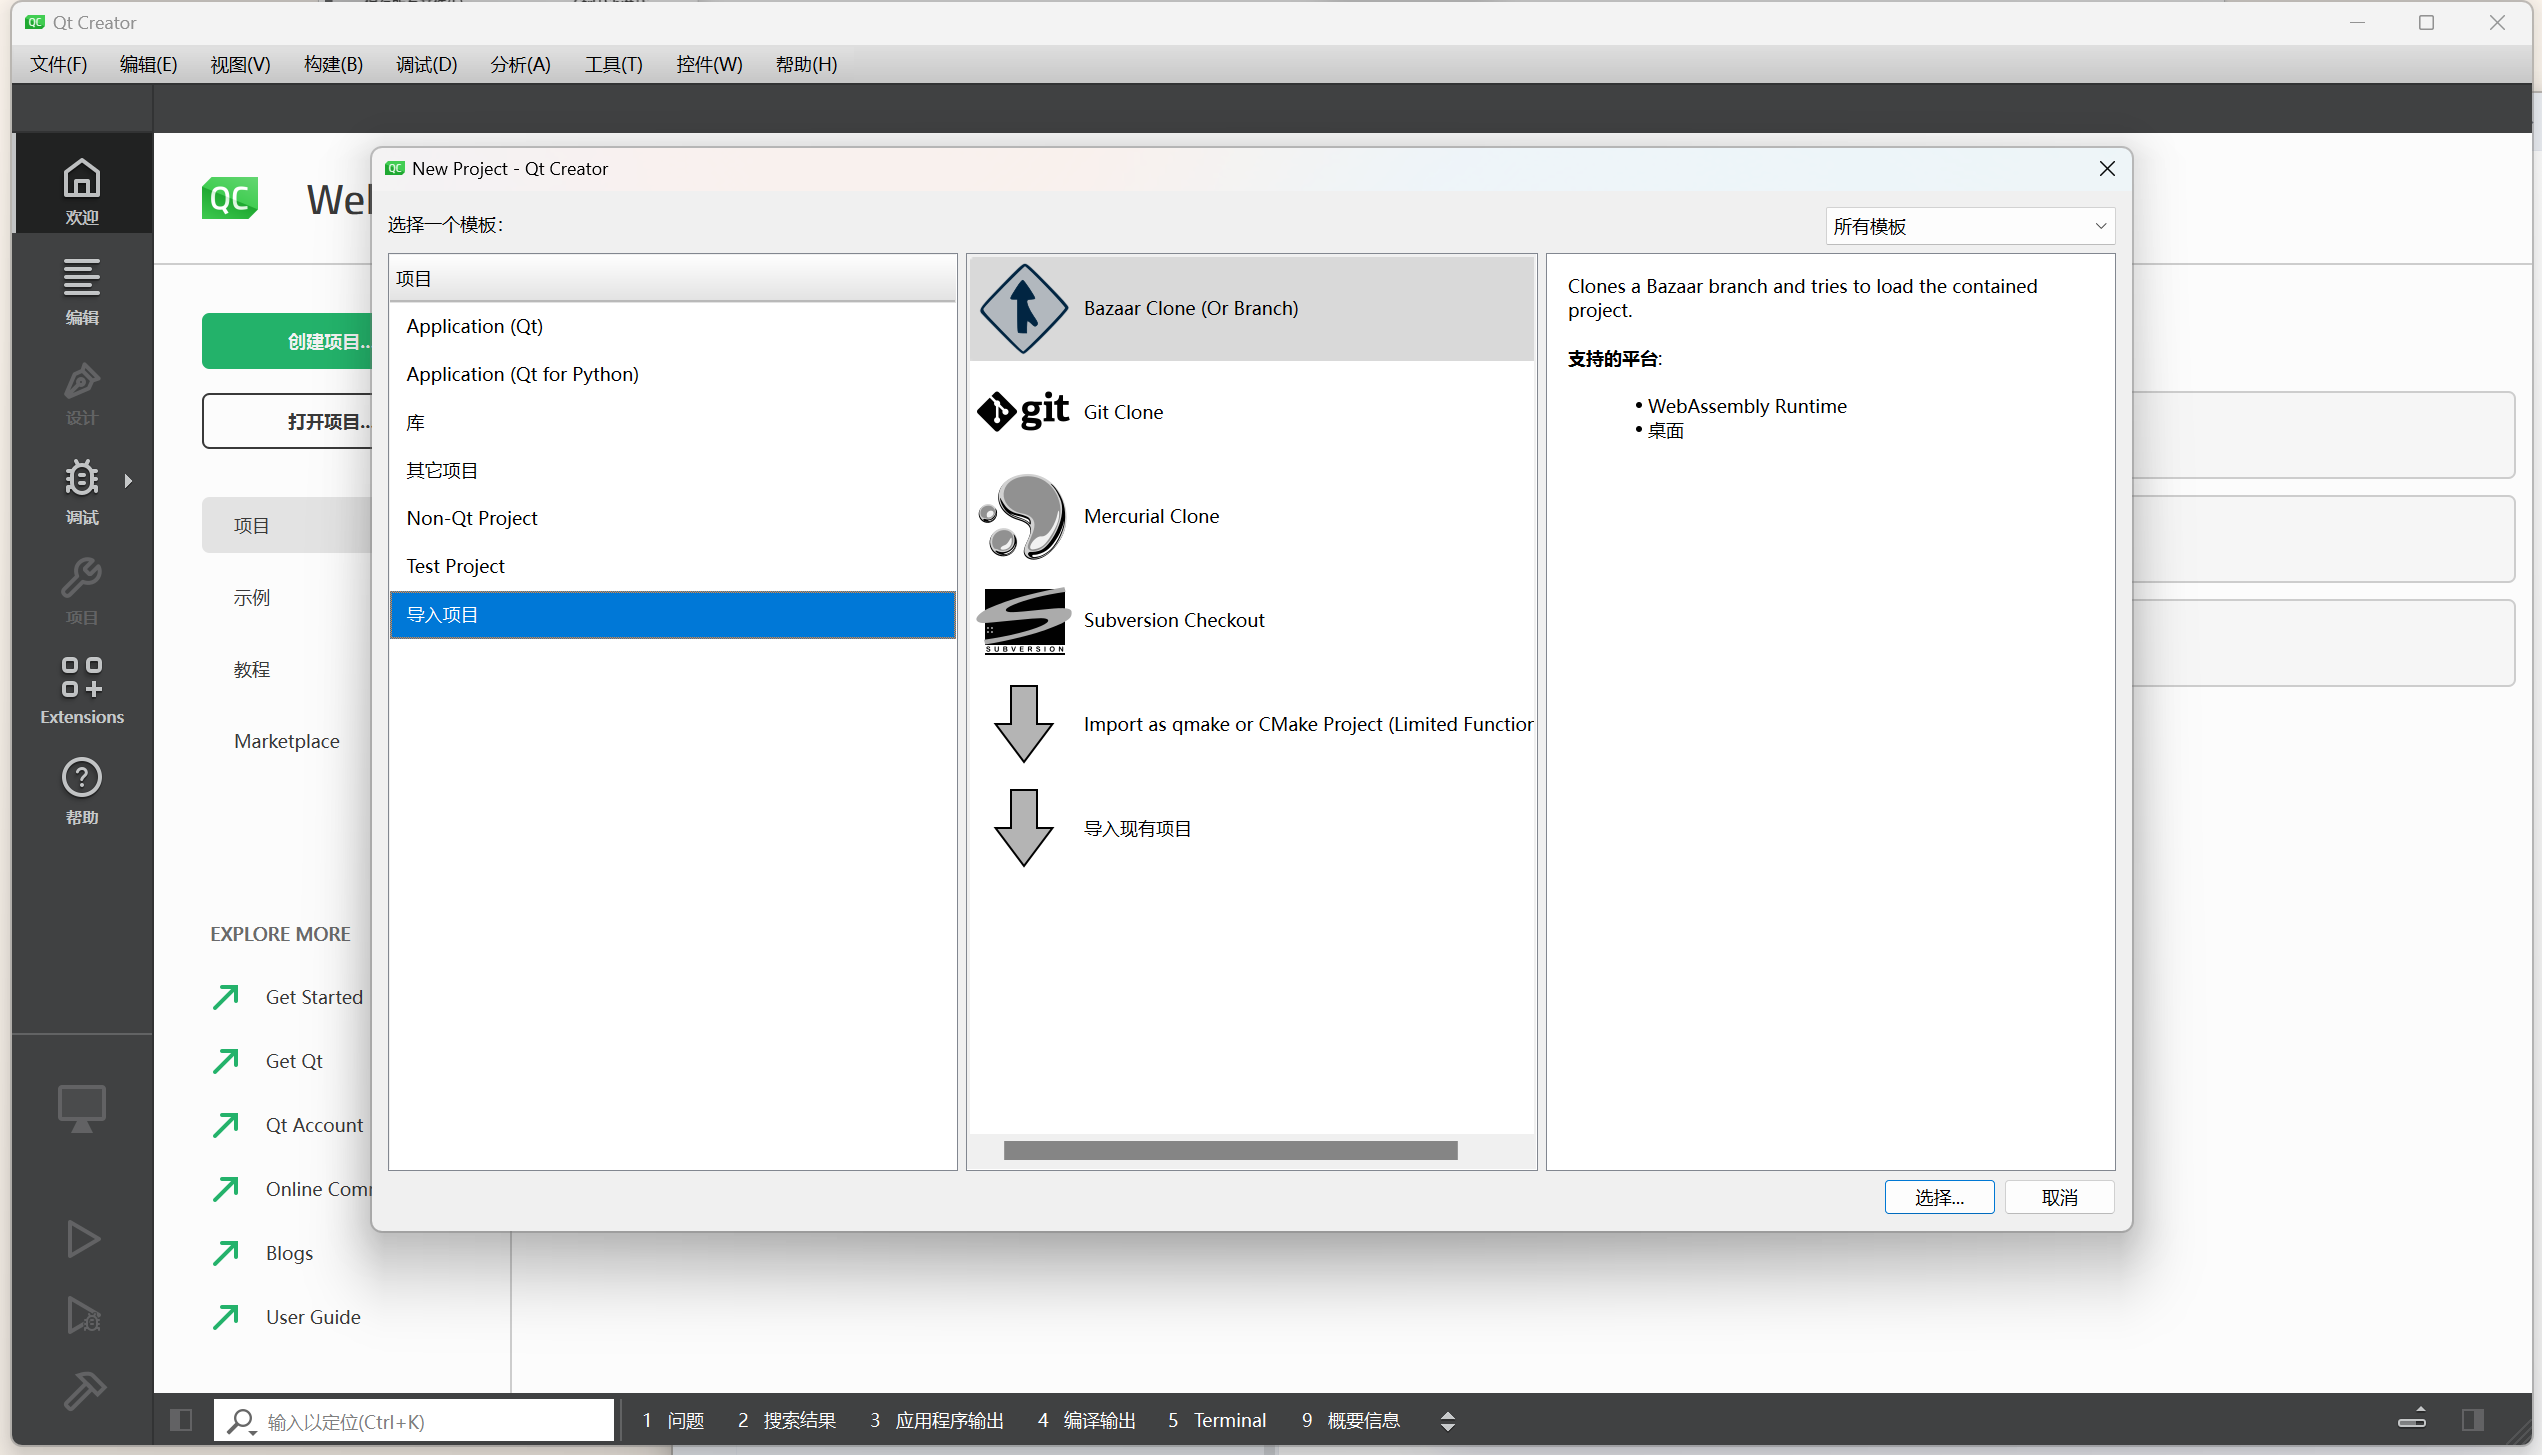 Qt Creator
文件(F) 编辑(E) 视图(V) 构建(B) 调试(D) 分析(A) 工具(T) 控件(W) 帮助(H)
欢迎
编辑
设计
调试
项目
Extensions
帮助
QC
创建项目...
打开项目...
项目
示例
教程
Marketplace
EXPLORE MORE
Get Started
Get Qt
Qt Account
Online
Blogs
User Guide
New Project - Qt Creator
选择一个模板:
所有模板
项目
Application (Qt)
Application (Qt for Python)
库
其它项目
Non-Qt Project
Test Project
导入项目
Bazaar Clone (Or Branch)
git Git Clone
Mercurial Clone
SUBVERSION
Subversion Checkout
Import as qmake or CMake Project (Limited
导入现有项目
Clones a Bazaar branch and tries to load the contained
project.
支持的平台:
• WebAssembly Runtime
• 桌面
选择... 取消
输入以定位(Ctrl+K) 1 问题 2 搜索结果 3 应用程序输出 4 编译输出 5 Terminal 9 概要信息